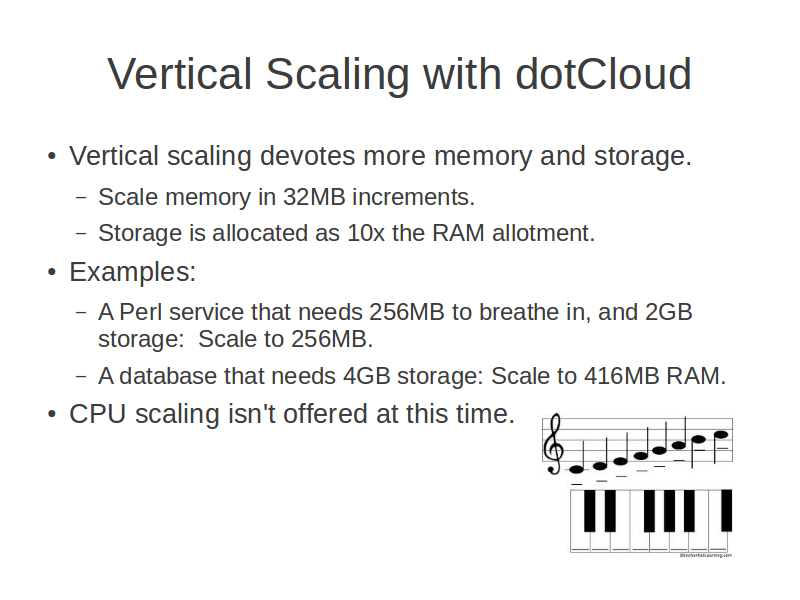 Vertical Scaling with dotCloud
• Vertical scaling devotes more memory and storage.
– Scale memory in 32MB increments.
– Storage is allocated as 10x the RAM allotment.
• Examples:
– A Perl service that needs 256MB to breathe in, and 2GB
storage:  Scale to 256MB.
– A database that needs 4GB storage: Scale to 416MB RAM.
• CPU scaling isn't offered at this time.
©EnchantedLearning.com